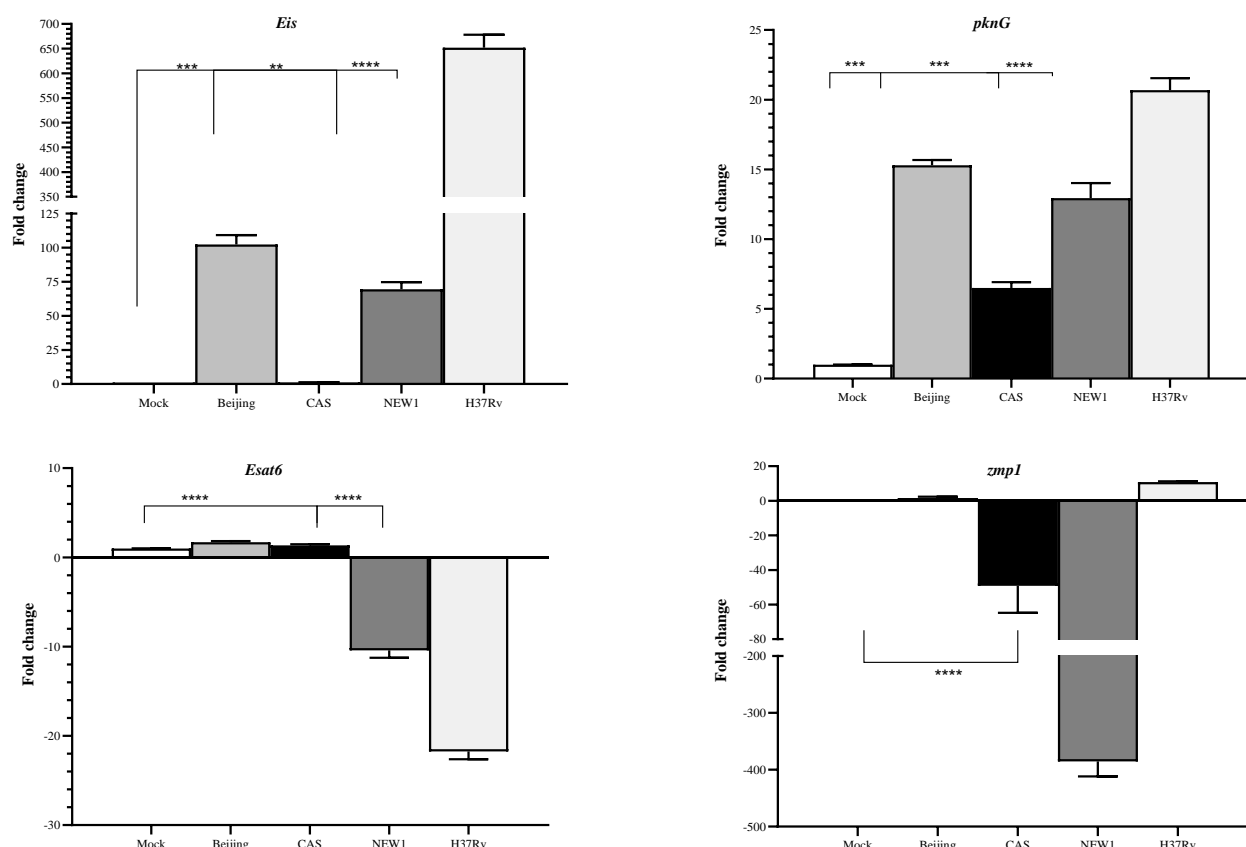 Eis
Fold change
700
650
600
550
500
450
400
350
125
100
75
50
25
0
*** ** ****
Mock Beijing CAS NEW1 H37Rv
pknG
Fold change
25
20
15
10
5
0
*** *** ****
Mock Beijing CAS NEW1 H37Rv
Esat6
Fold change
10
0
-10
-20
-30
**** ****
Mock Beijing CAS NEW1 H37Rv
zmp1
Fold change
20
0
-20
-40
-60
-80
-200
-300
-400
-500
****
Mock Beijing CAS NEW1 H37Rv